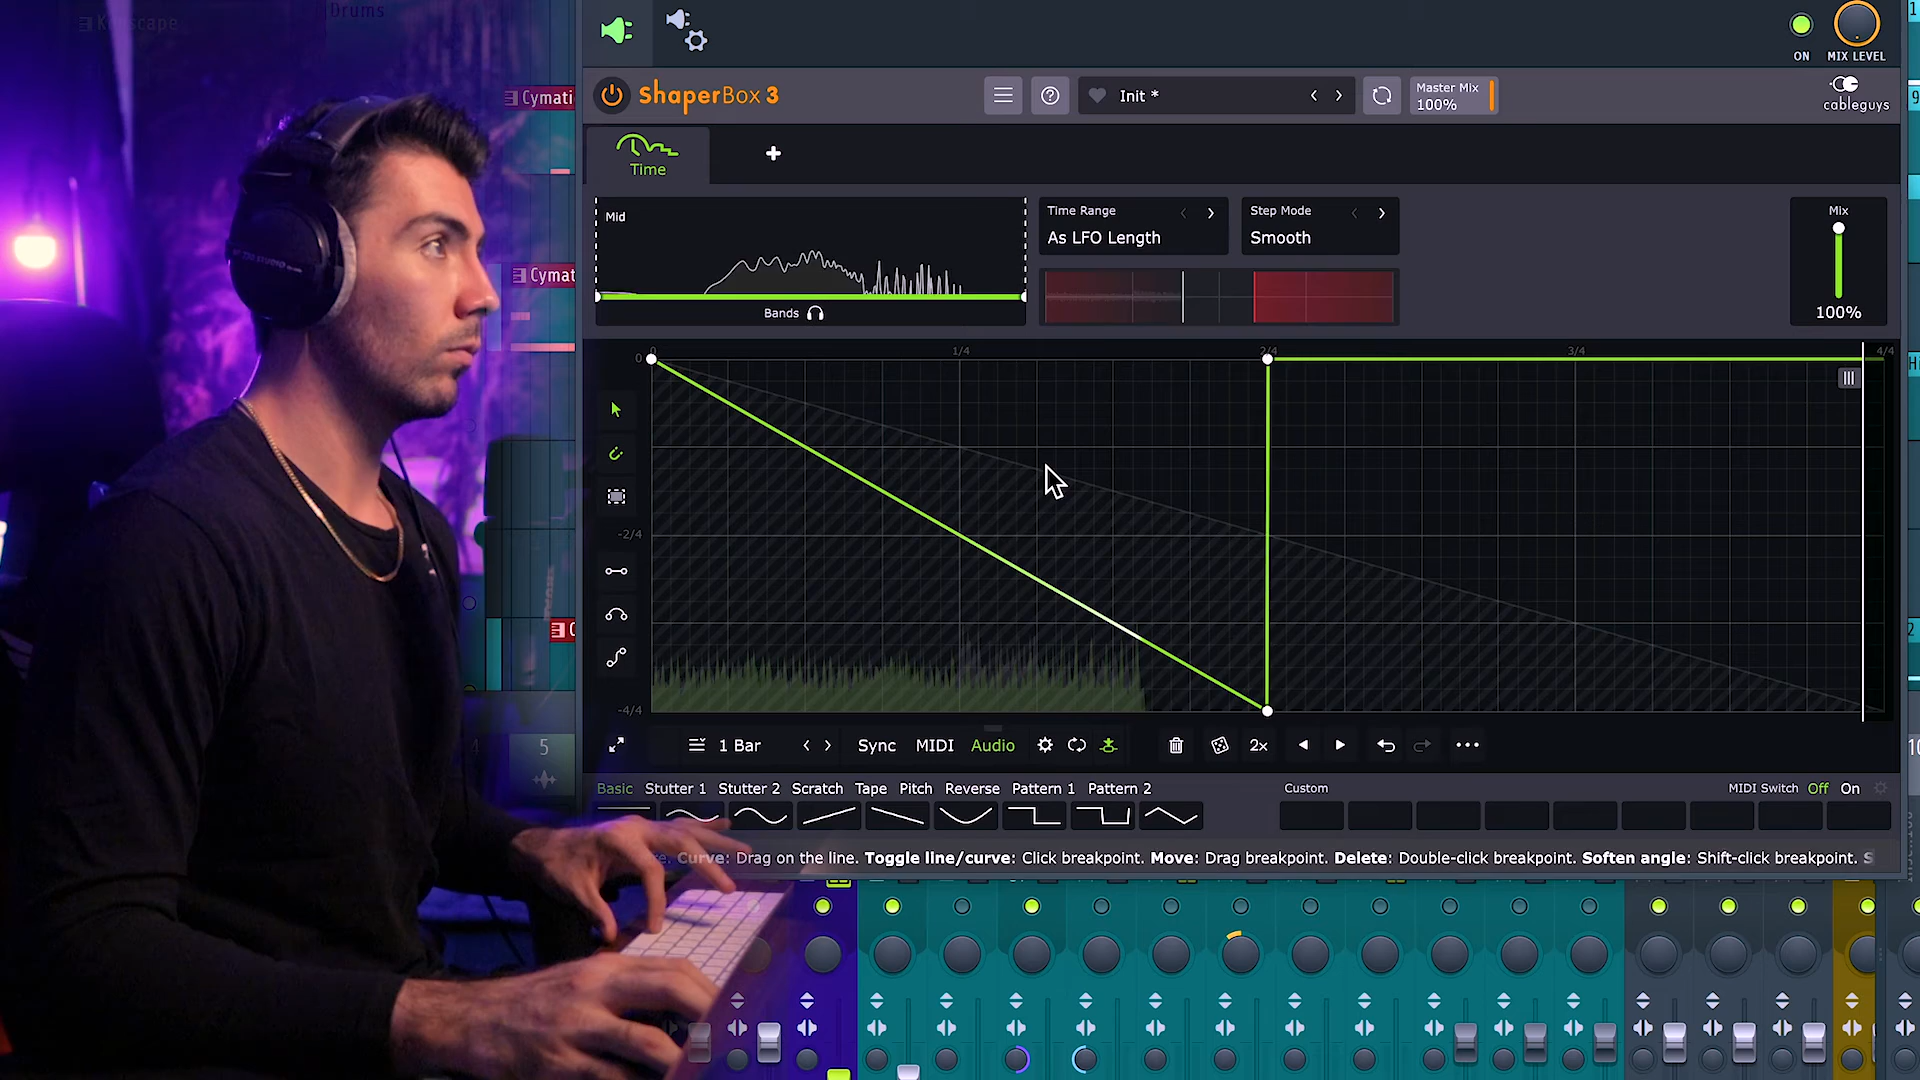 Keyscape
Drums
ON
MIX LEVEL
ShaperBox 3
Init *
Master Mix
100%
cableguys
Cymati
Time
Mid
Time Range
As LFO Length
Step Mode
Smooth
Mix
Cymat
Bands
100%
0
0
1/4
2/4
3/4
4/4
-2/4
-4/4
5
1 Bar
Sync
MIDI
Audio
2x
Basic
Stutter 1
Stutter 2
Scratch
Tape
Pitch
Reverse
Pattern 1
Pattern 2
Custom
MIDI Switch
Off
On
re. Curve: Drag on the line. Toggle line/curve: Click breakpoint. Move: Drag breakpoint. Delete: Double-click breakpoint. Soften angle: Shift-click breakpoint. S